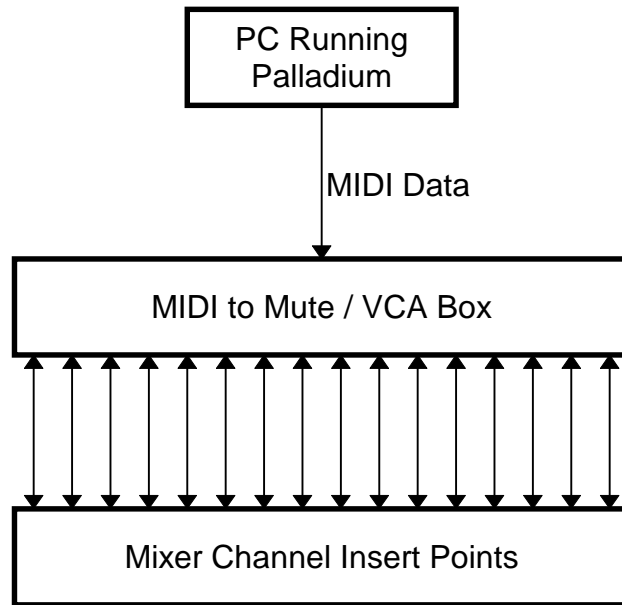 PC Running
Palladium
MIDI Data
MIDI to Mute / VCA Box
Mixer Channel Insert Points